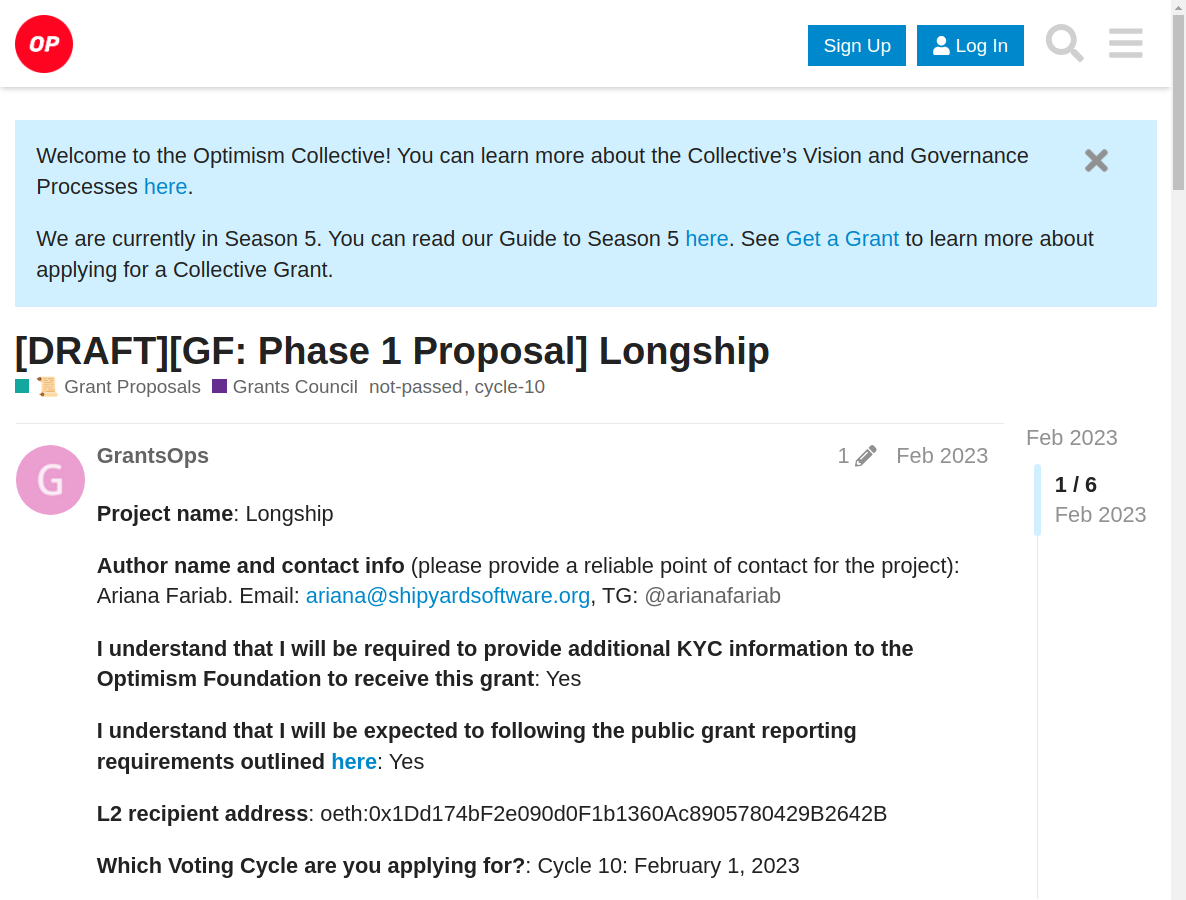 OP
Sign Up
Log In
Welcome to the Optimism Collective! You can learn more about the Collective’s Vision and Governance
Processes here.
We are currently in Season 5. You can read our Guide to Season 5 here. See Get a Grant to learn more about
applying for a Collective Grant.
[DRAFT][GF: Phase 1 Proposal] Longship
Grant Proposals Grants Council not-passed, cycle-10
G
GrantsOps 1 Feb 2023
Feb 2023
1 / 6
Feb 2023
Project name: Longship
Author name and contact info (please provide a reliable point of contact for the project):
Ariana Fariab. Email: ariana@shipyardsoftware.org, TG: @arianafariab
I understand that I will be required to provide additional KYC information to the
Optimism Foundation to receive this grant: Yes
I understand that I will be expected to following the public grant reporting
requirements outlined here: Yes
L2 recipient address: oeth:0x1Dd174bF2e090d0F1b1360Ac8905780429B2642B
Which Voting Cycle are you applying for?: Cycle 10: February 1, 2023